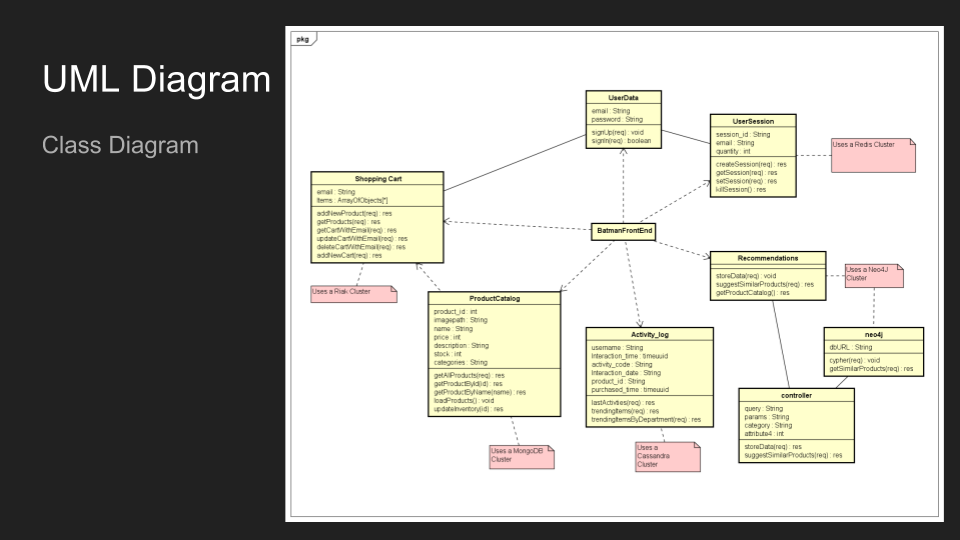 UML Diagram
Class Diagram
pkg
UserData
email : String
password : String
signUp(req) : void
signIn(req) : boolean
UserSession
session_id : String
email : String
quantity : int
createSession(req) : res
getSession(req) : res
setSession(req) : res
killSession() : res
Uses a Redis Cluster
Shopping Cart
email : String
Items : ArrayOfObjects[*]
addNewProduct(req) : res
getProducts(req) : res
getCartWithEmail(req) : res
updateCartWithEmail(req) : res
deleteCartWithEmail(req) : res
addNewCart(req) : res
Uses a Riak Cluster
BatmanFrontEnd
Recommendations
storeData(req) : void
suggestSimilarProducts(req) : res
getProductCatalog() : res
Uses a Neo4J
Cluster
ProductCatalog
product_id : int
imagepath : String
name : String
price : int
description : String
stock : int
categories : String
getAllProducts(req) : res
getProductById(id) : res
getProductByName(name) : res
loadProducts() : void
updateInventory(id) : res
Uses a MongoDB
Cluster
Activity_log
username : String
Interaction_time : timeuuid
activity_code : String
Interaction_date : String
product_id : String
purchased_time : timeuuid
lastActivities(req) : res
trendingItems(req) : res
trendingItemsByDepartment(req) : res
Uses a
Cassandra
Cluster
neo4j
dbURL : String
cypher(req) : void
getSimilarProducts(req) : res
controller
query : String
params : String
category : String
attribute4 : int
storeData(req) : res
suggestSimilarProducts(req) : res